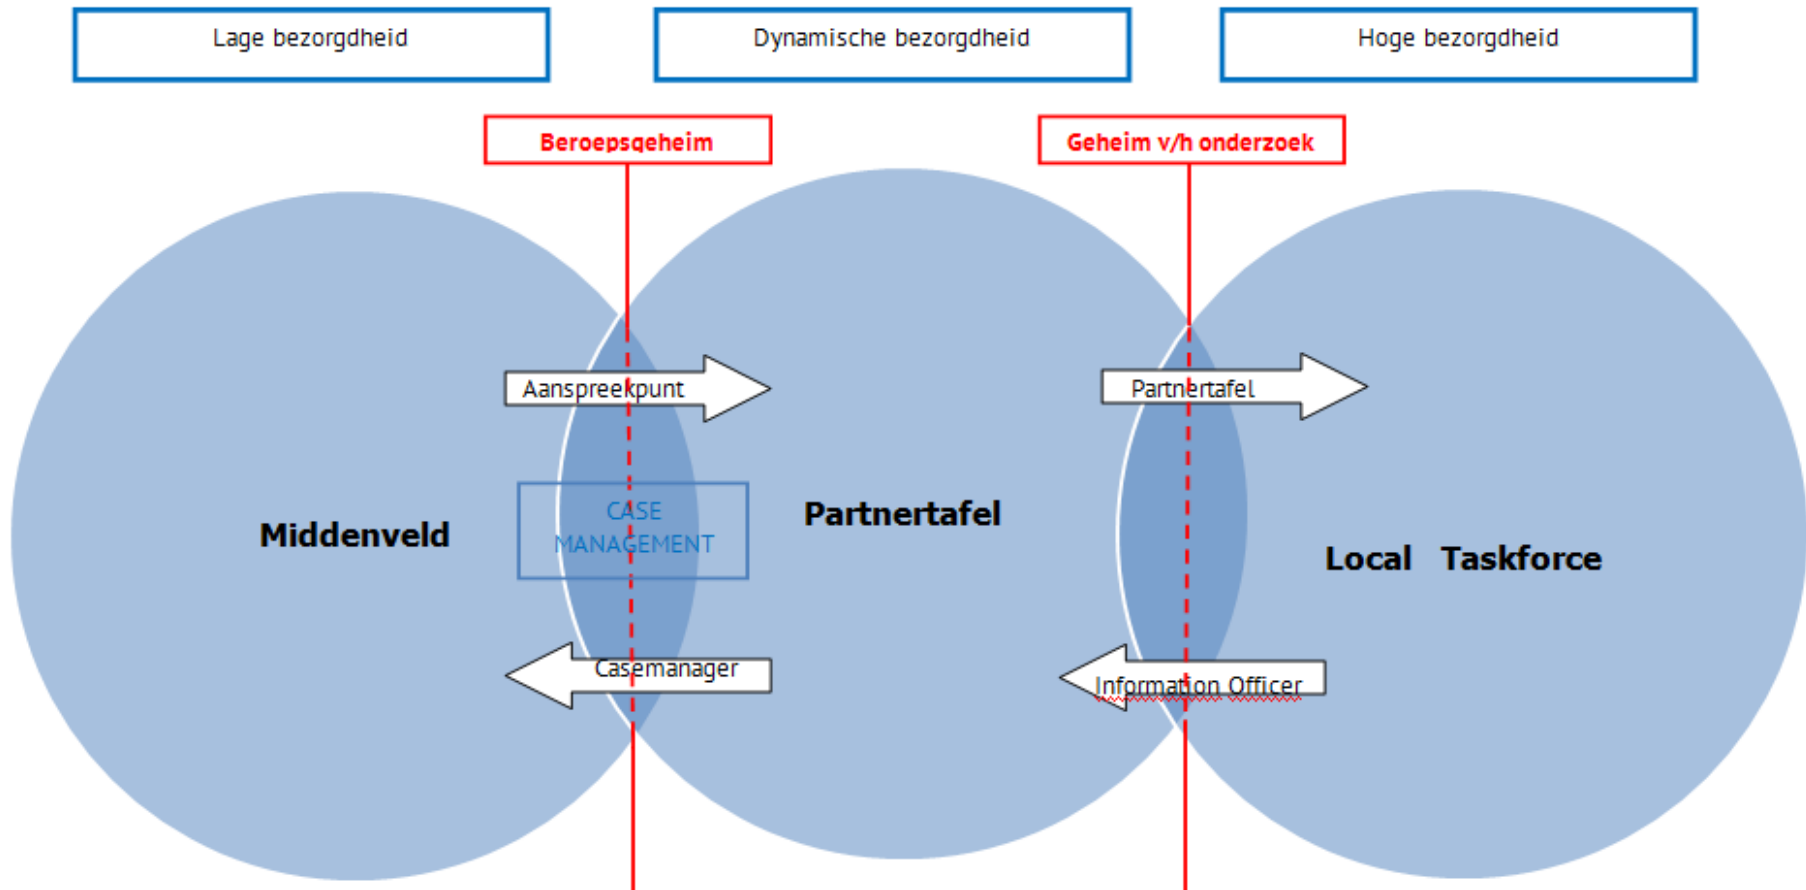 Lage bezorgdheid
Dynamische bezorgdheid
Hoge bezorgdheid
Beroepsgeheim
Geheim v/h onderzoek
Aanspreekpunt
Partnertafel
CASE
MANAGEMENT
Middenveld
Partnertafel
Local Taskforce
Casemanager
Information Officer